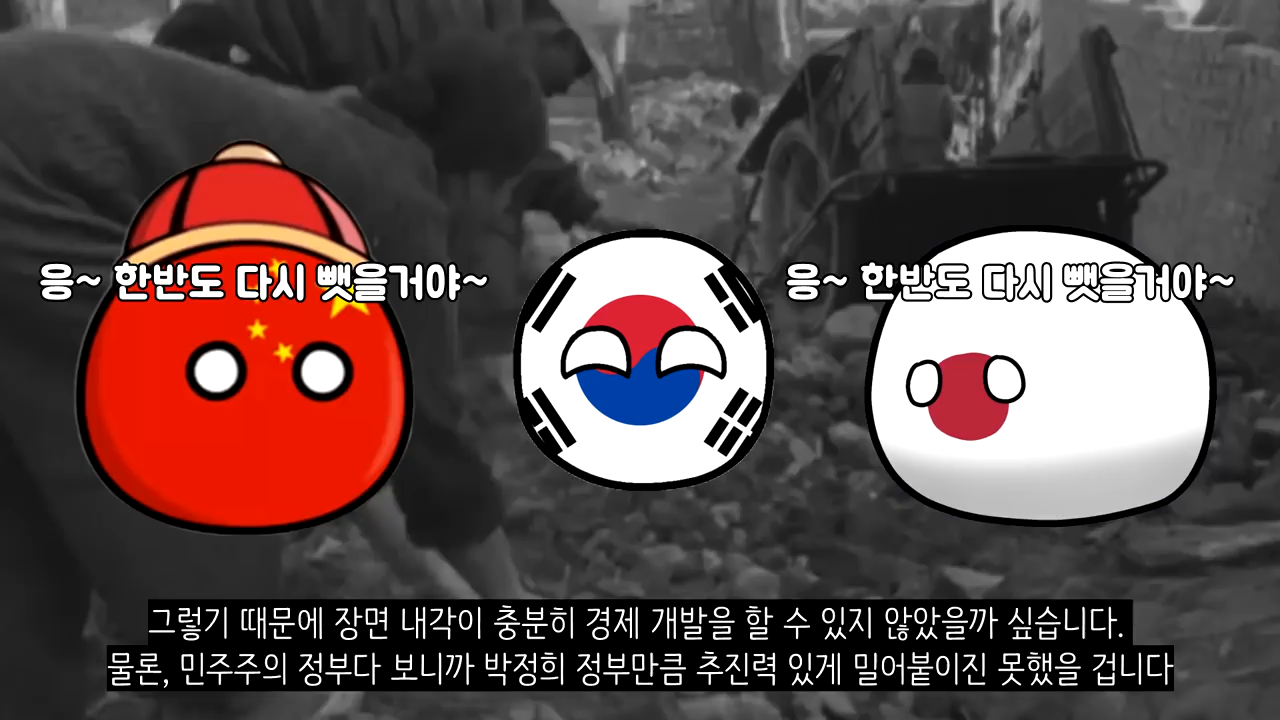 응~ 한반도 다시 뺏을거야~
응~ 한반도 다시 뺏을거야~
그렇기 때문에 장면 내각이 충분히 경제 개발을 할 수 있지 않았을까 싶습니다.
물론, 민주주의 정부다 보니까 박정희 정부만큼 추진력 있게 밀어붙이진 못했을 겁니다